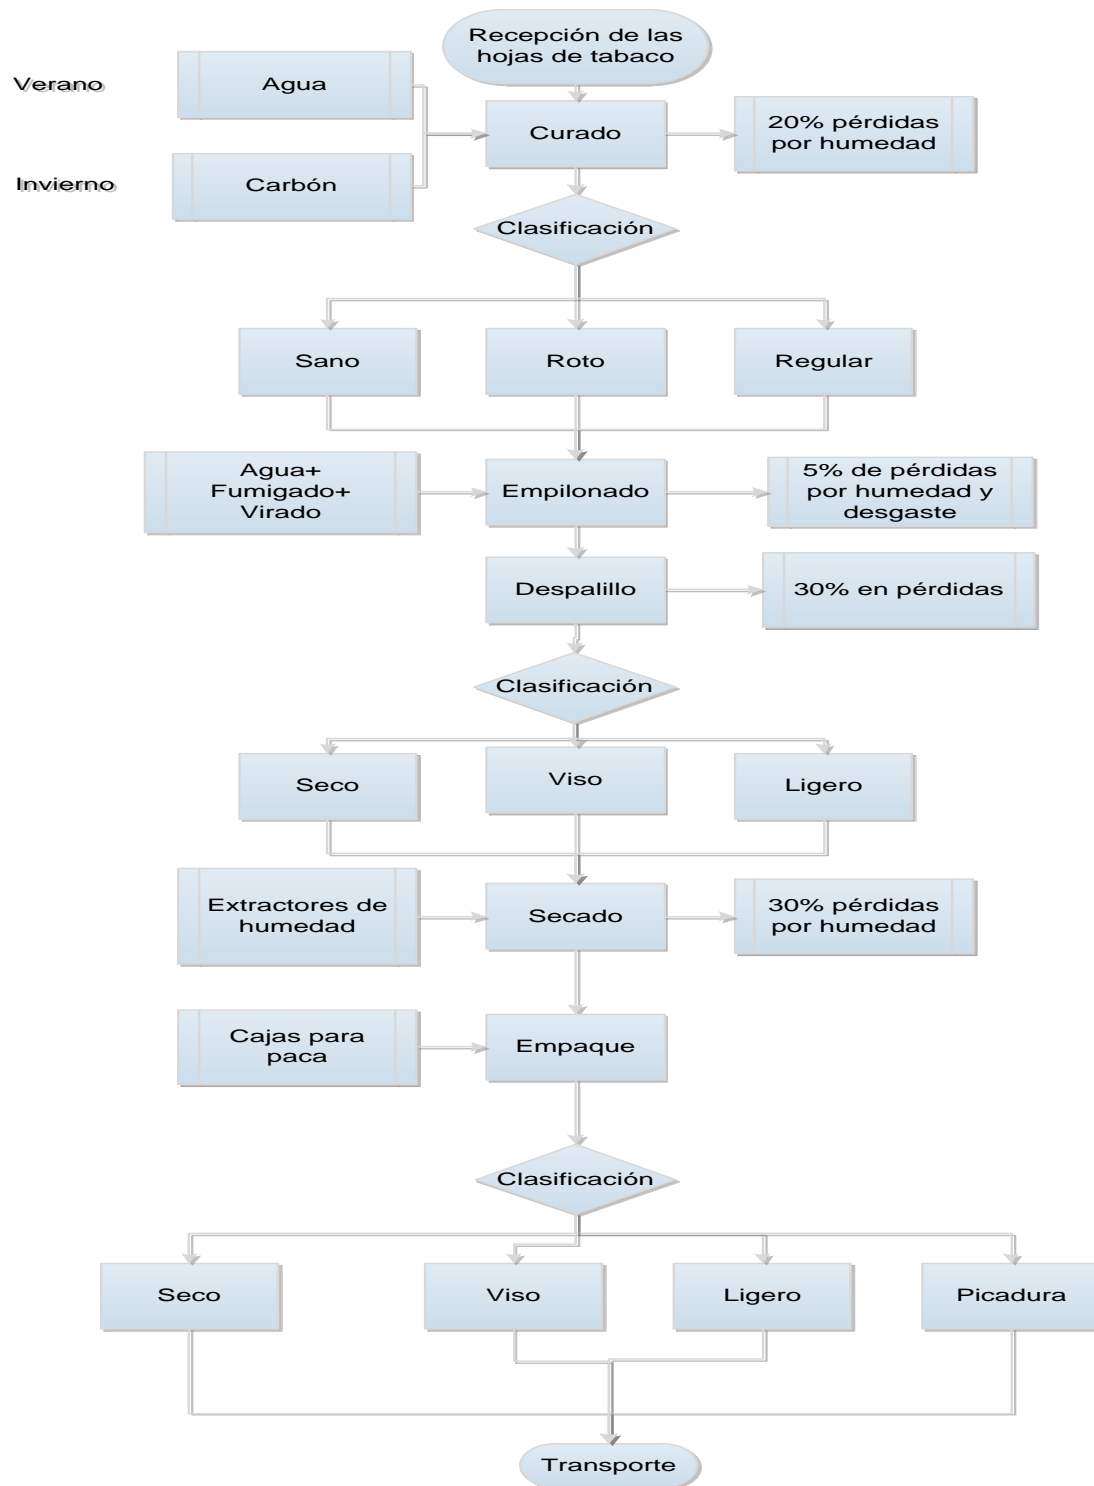 Recepción de las
hojas de tabaco
Verano
Agua
Curado
20% pérdidas
por humedad
Invierno
Carbón
Clasificación
Sano
Roto
Regular
Agua+
Fumigado+
Virado
Empilonado
5% de pérdidas
por humedad y
desgaste
Despalillo
30% en pérdidas
Clasificación
Seco
Viso
Ligero
Extractores de
humedad
Secado
30% pérdidas
por humedad
Cajas para
paca
Empaque
Clasificación
Seco
Viso
Ligero
Picadura
Transporte